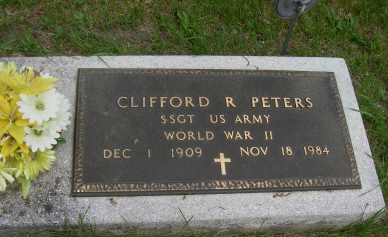 CLIFFORD R PETERS
SSGT US ARMY
WORLD WAR II
DEC 1 1909 NOV 18 1984